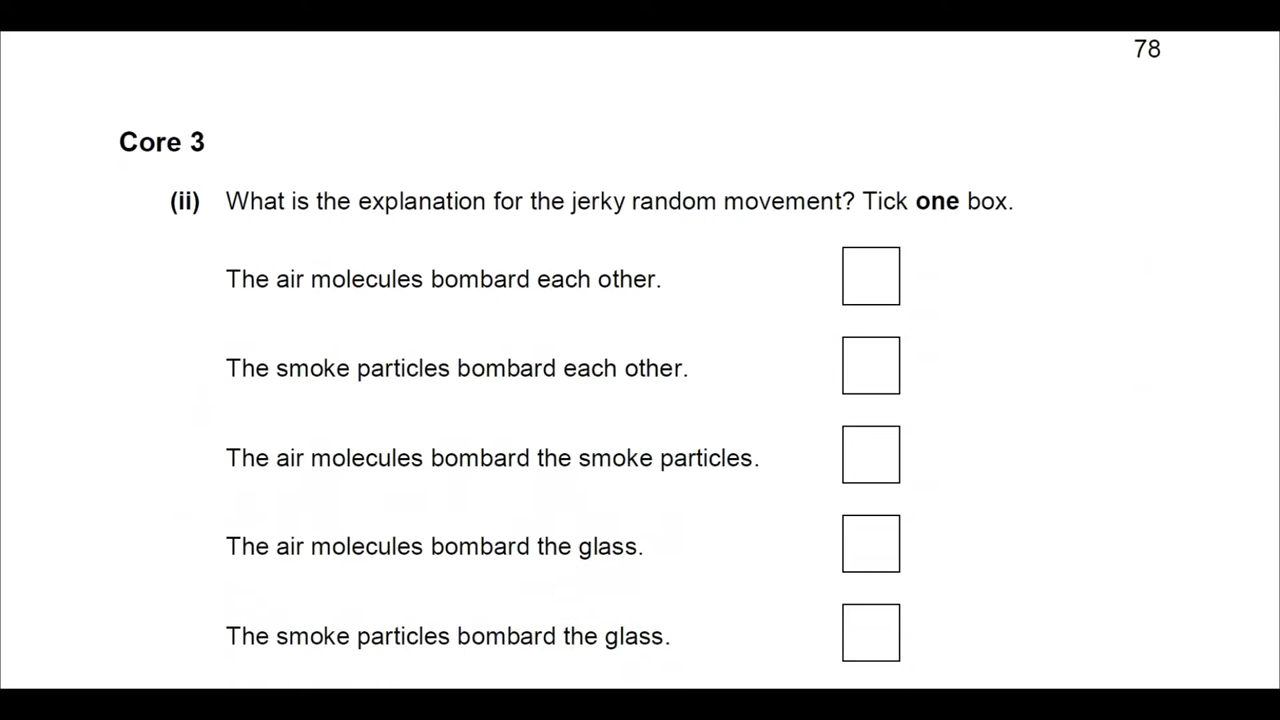 78
Core 3
(ii) What is the explanation for the jerky random movement? Tick one box.
The air molecules bombard each other.
The smoke particles bombard each other.
The air molecules bombard the smoke particles.
The air molecules bombard the glass.
The smoke particles bombard the glass.